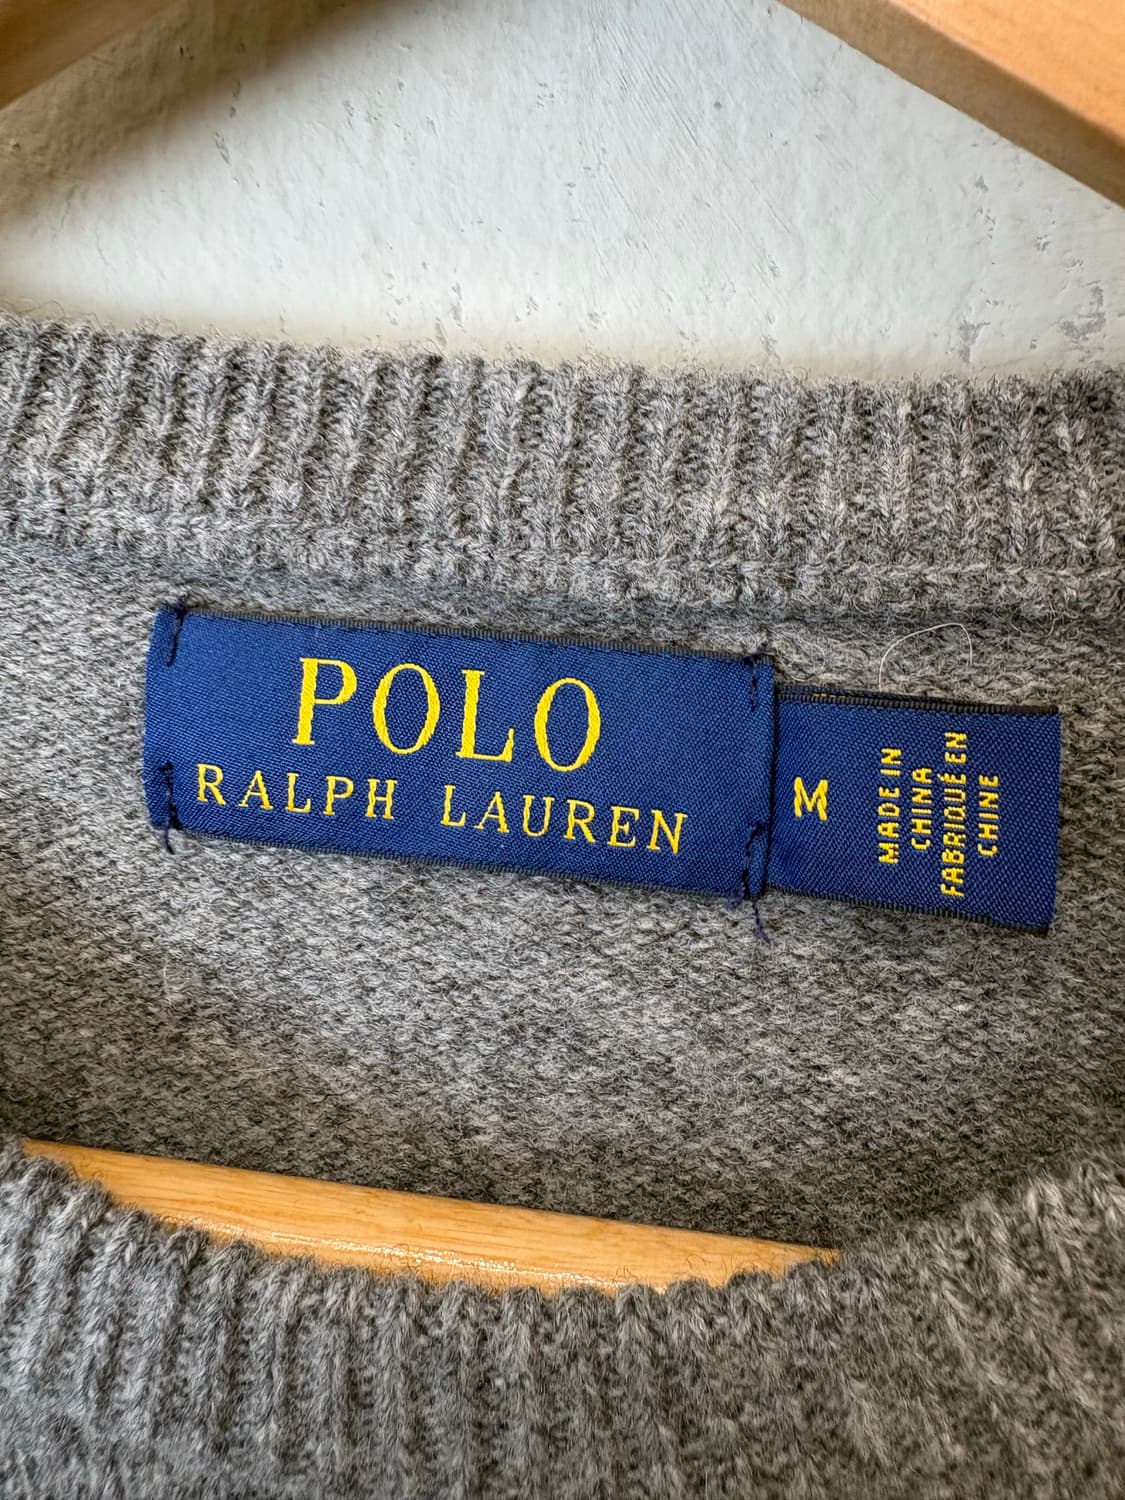 POLO
RALPH LAUREN
M
MADE IN
CHINA
FABRIQUÉ EN
CHINE